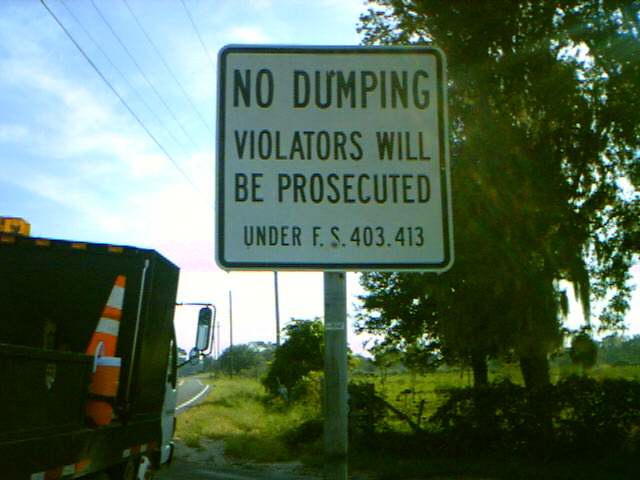 NO DUMPING
VIOLATORS WILL
BE PROSECUTED
UNDER F.S.403.413